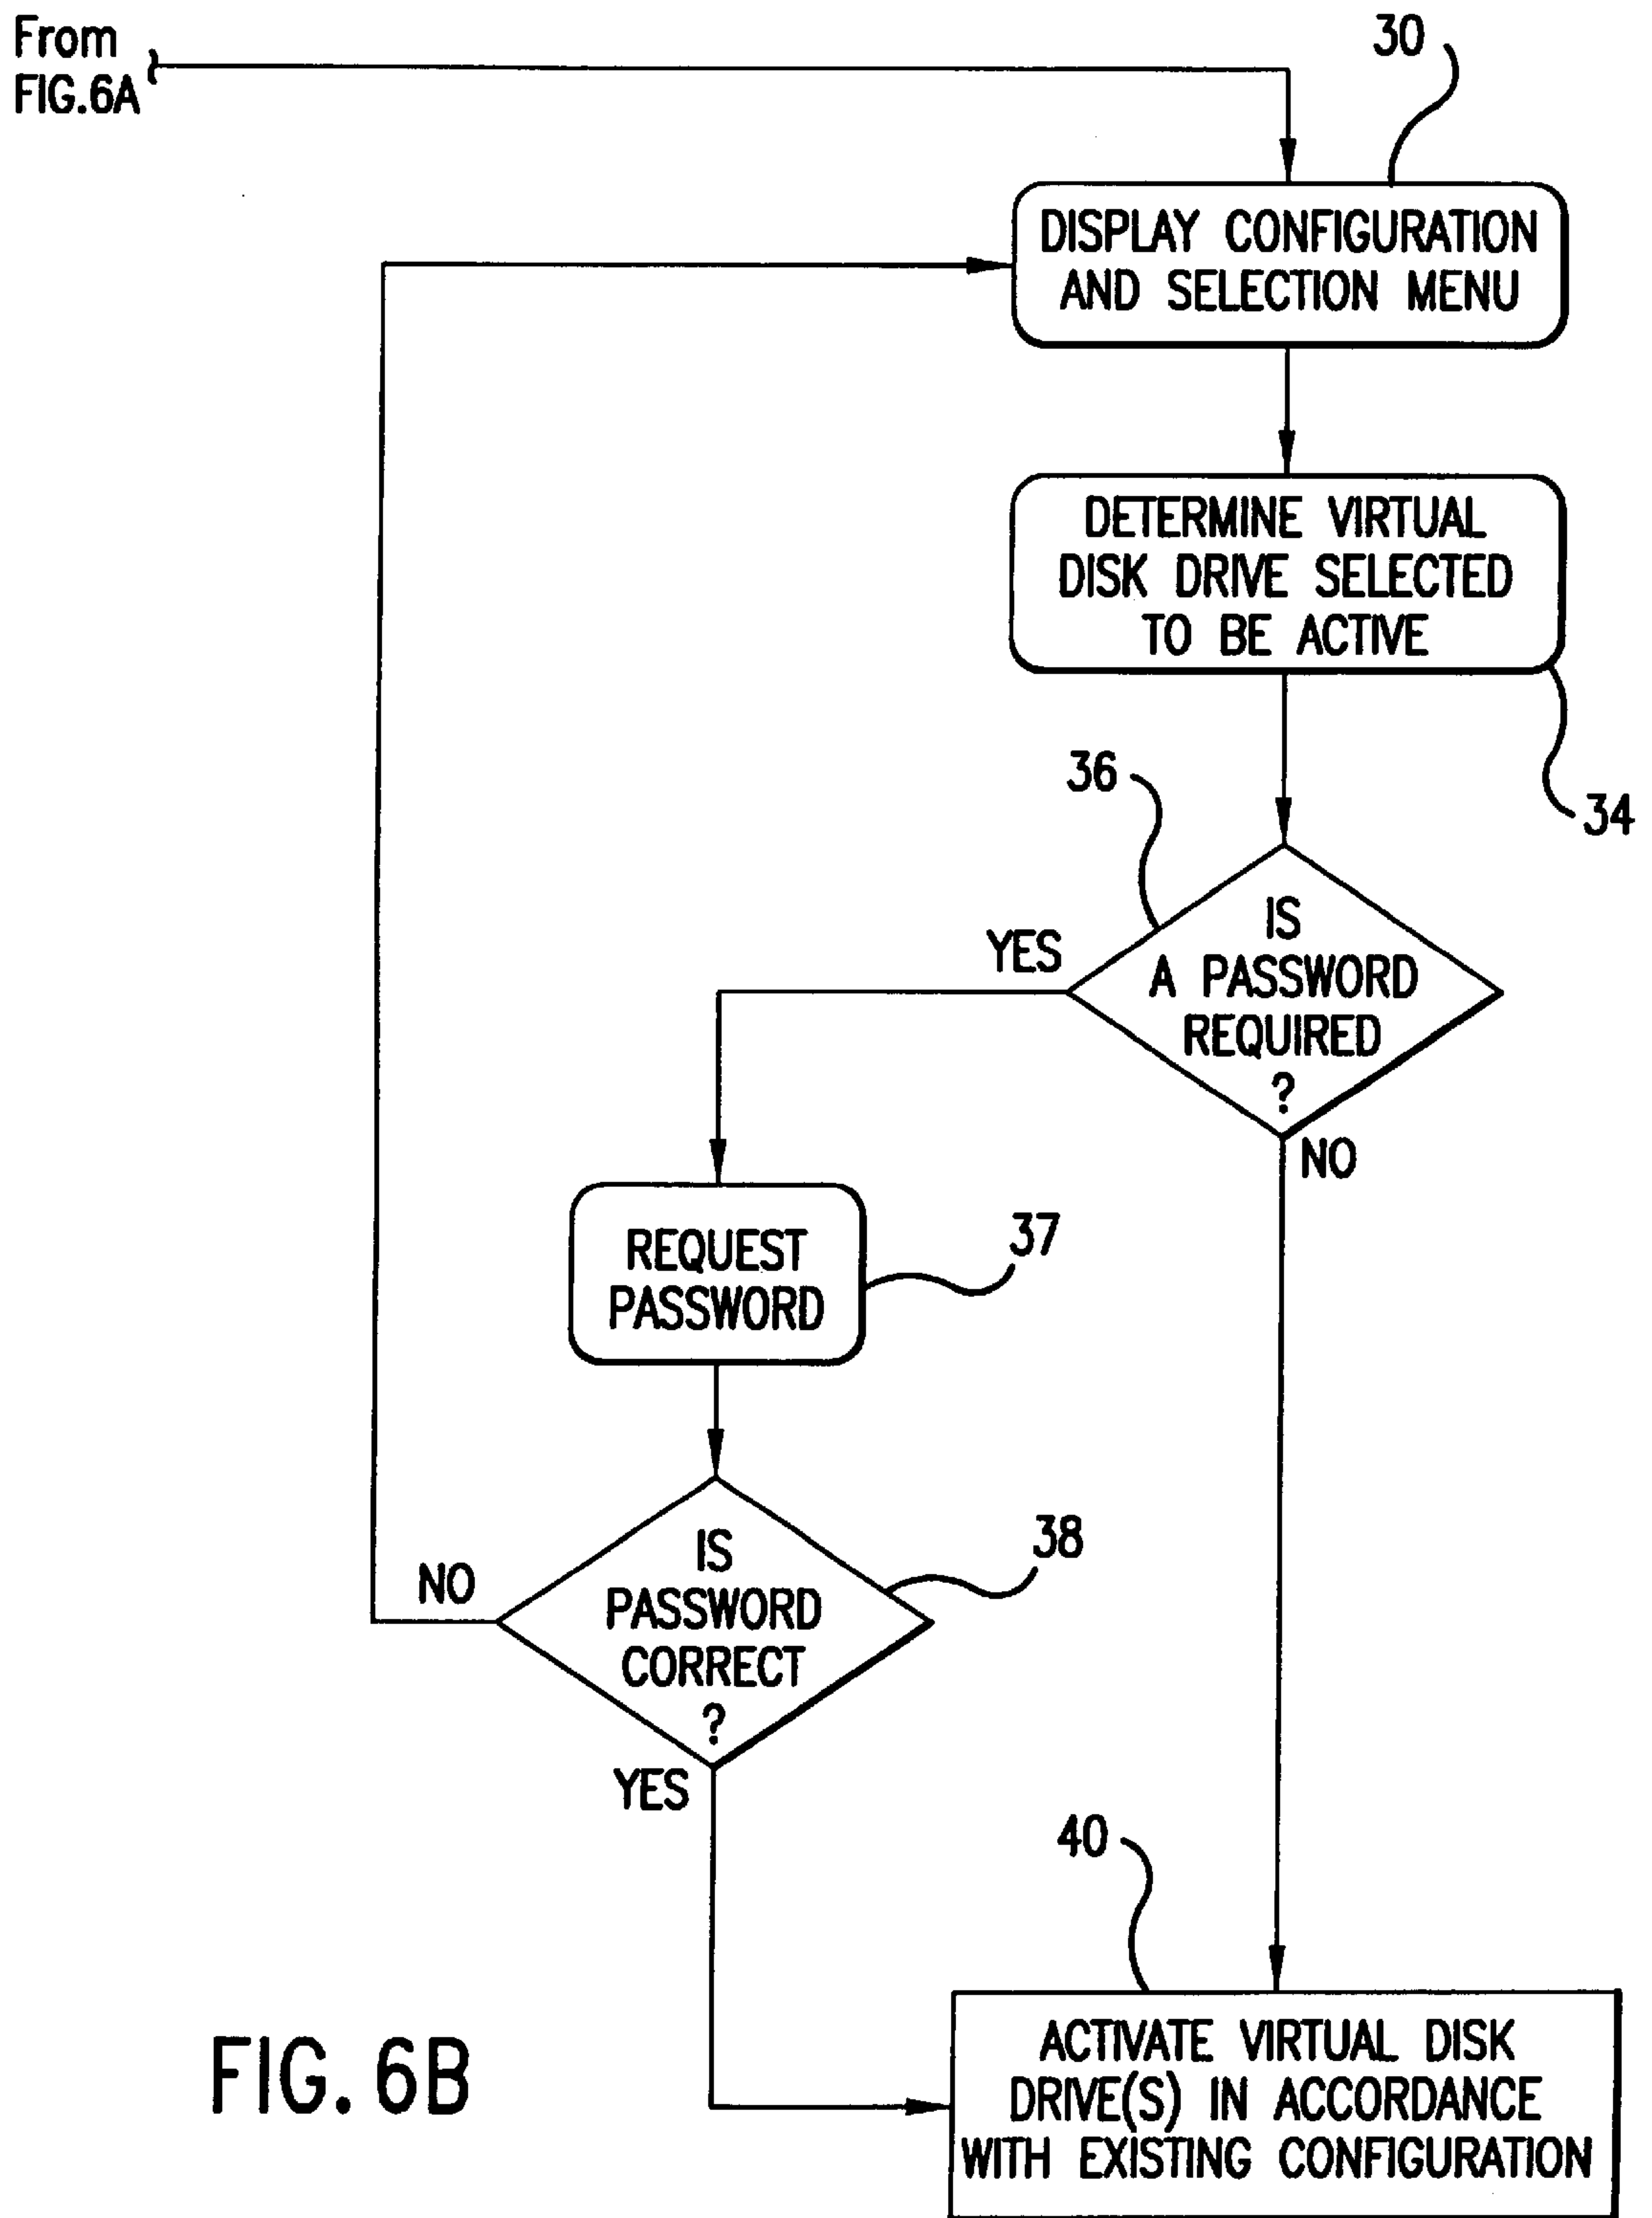 From
FIG.6A
30
DISPLAY CONFIGURATION
AND SELECTION MENU
DETERMINE VIRTUAL
DISK DRIVE SELECTED
TO BE ACTIVE
34
36
IS
A PASSWORD
REQUIRED
?
YES
NO
REQUEST
PASSWORD
37
IS
PASSWORD
CORRECT
?
38
NO
YES
40
ACTIVATE VIRTUAL DISK
DRIVE(S) IN ACCORDANCE
WITH EXISTING CONFIGURATION
FIG. 6B